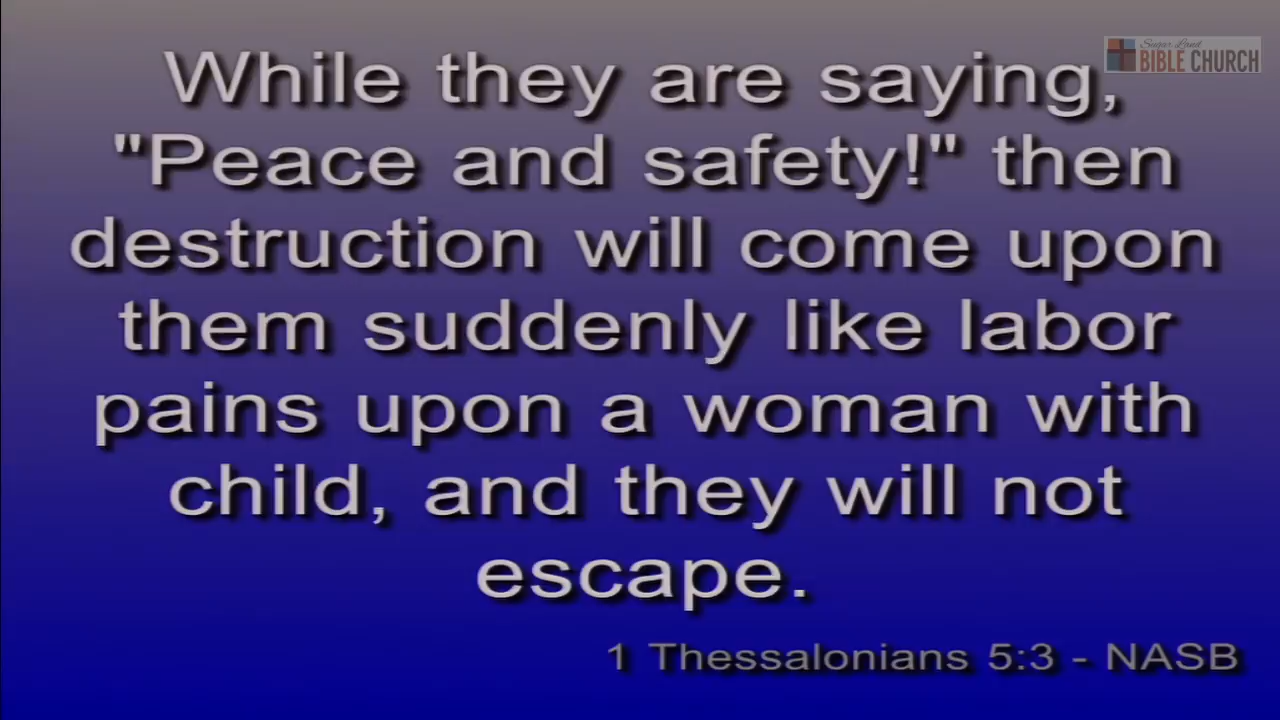 Sugar Land
BIBLE CHURCH
While they are saying,
"Peace and safety!" then
destruction will come upon
them suddenly like labor
pains upon a woman with
child, and they will not
escape.
1 Thessalonians 5:3 - NASB